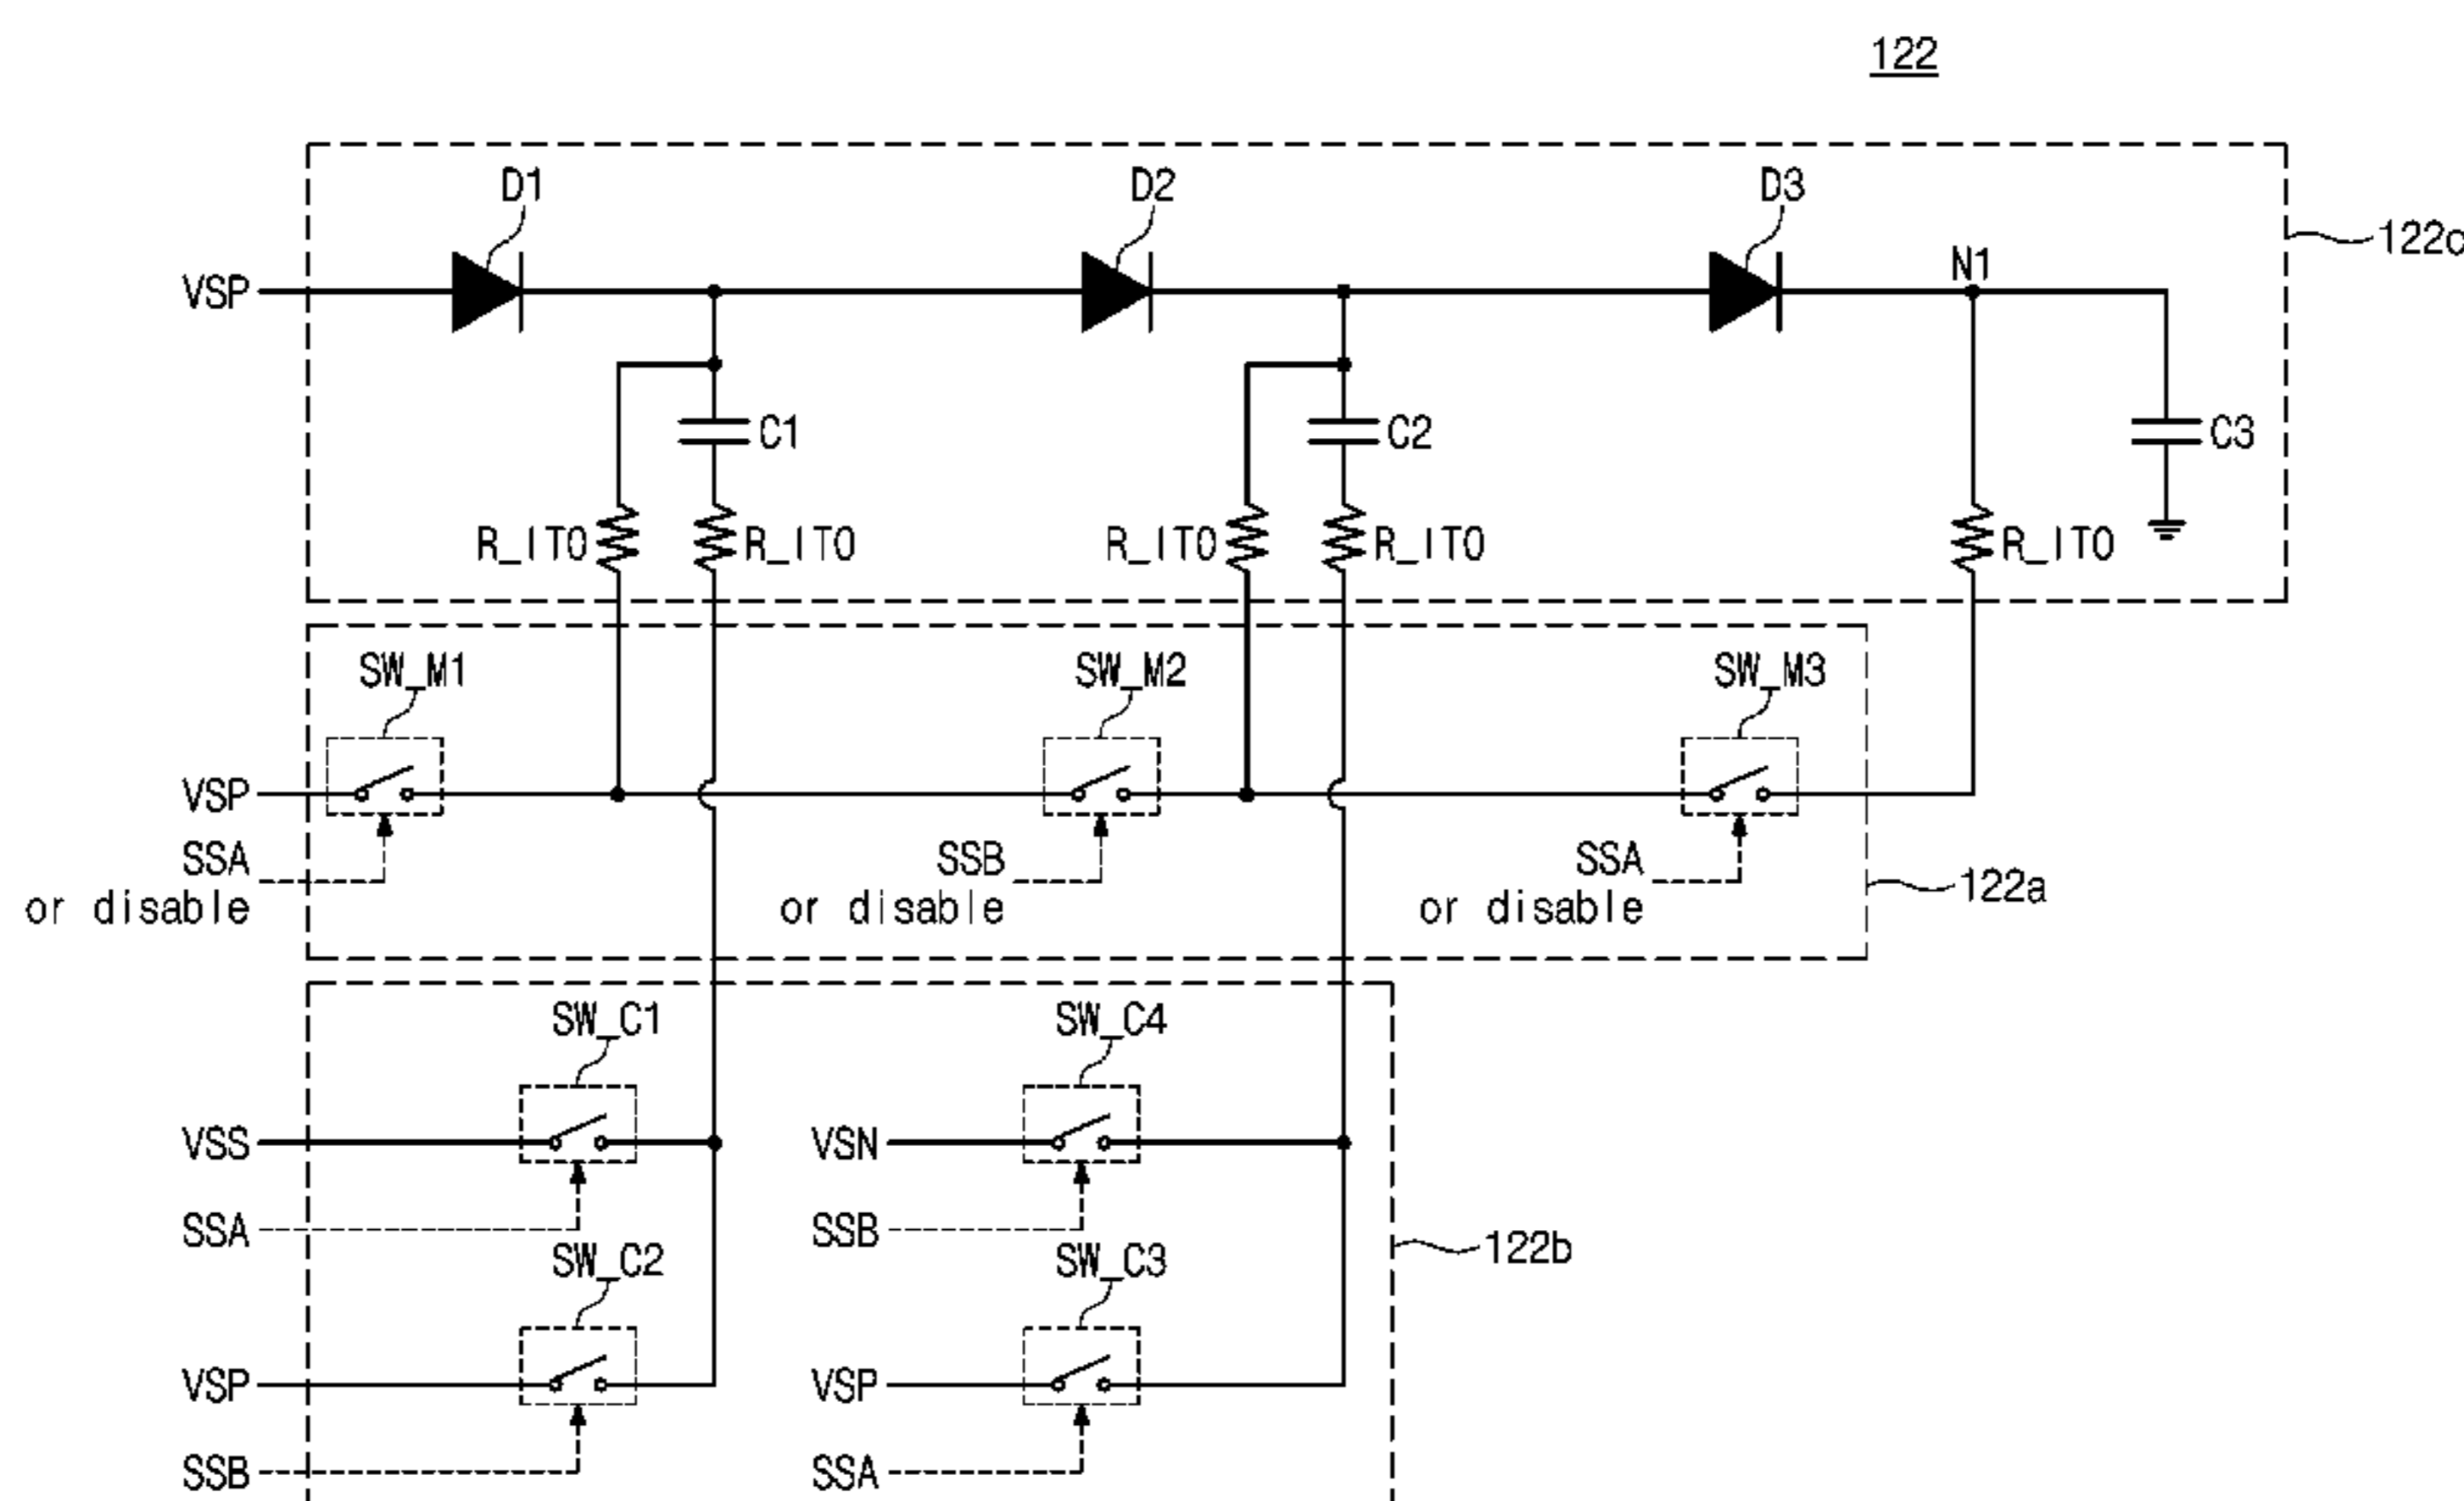 122
D1
D2
D3
VSP
N1
122c
C1
C2
C3
R_ITO
R_ITO
R_ITO
R_ITO
R_ITO
SW_M1
SW_M2
SW_M3
VSP
SSA
or disable
SSB
or disable
SSA
or disable
122a
SW_C1
SW_C4
VSS
VSN
SSA
SSB
SW_C2
SW_C3
122b
VSP
VSP
SSB
SSA